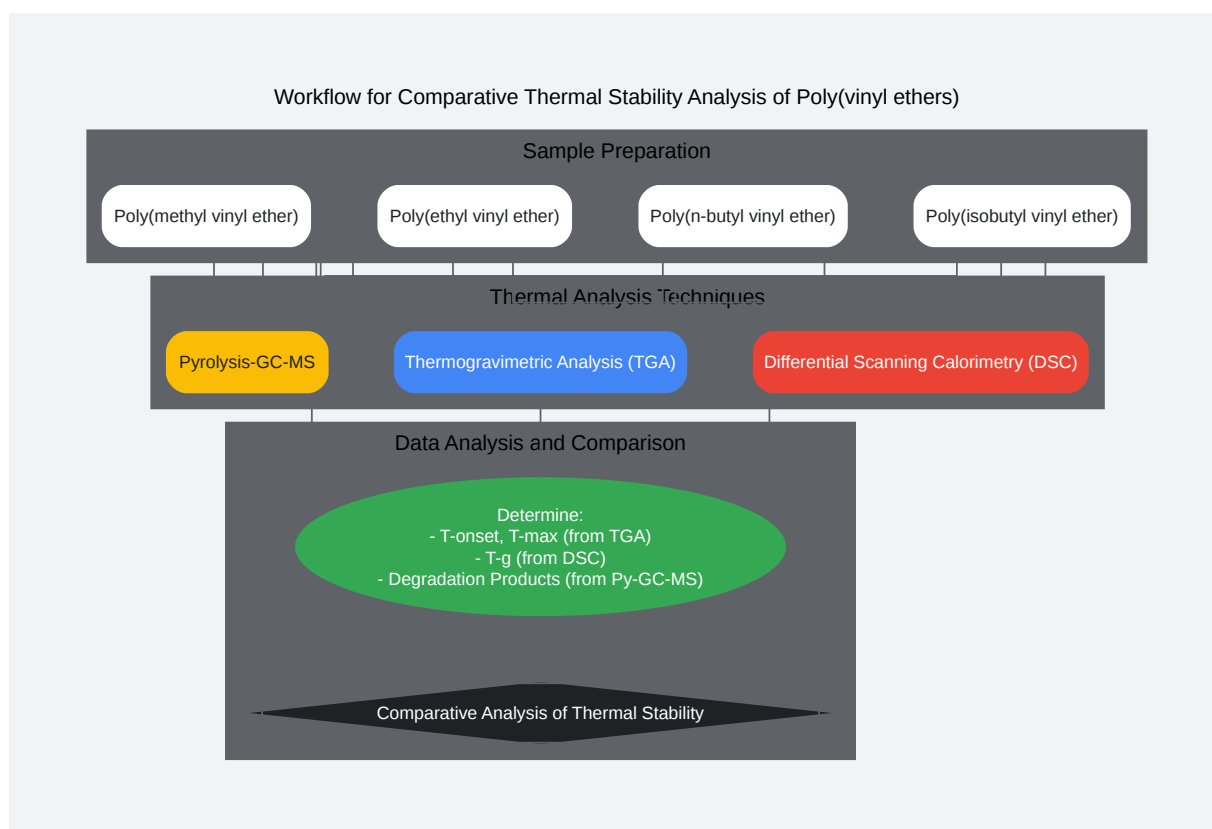 Workflow for Comparative Thermal Stability Analysis of Poly(vinyl ethers)
Sample Preparation
Poly(methyl vinyl ether)
Poly(ethyl vinyl ether)
Poly(n-butyl vinyl ether)
Poly(isobutyl vinyl ether)
Thermal Analysis Techniques
Pyrolysis-GC-MS
Thermogravimetric Analysis (TGA)
Differential Scanning Calorimetry (DSC)
Data Analysis and Comparison
Determine:
- T-onset, T-max (from TGA)
- T-g (from DSC)
- Degradation Products (from Py-GC-MS)
Comparative Analysis of Thermal Stability